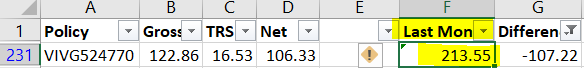 A B C D E F G
1 Policy Gross TRS Net Last Mon Differen
231 VIVG524770 122.86 16.53 106.33 213.55 -107.22